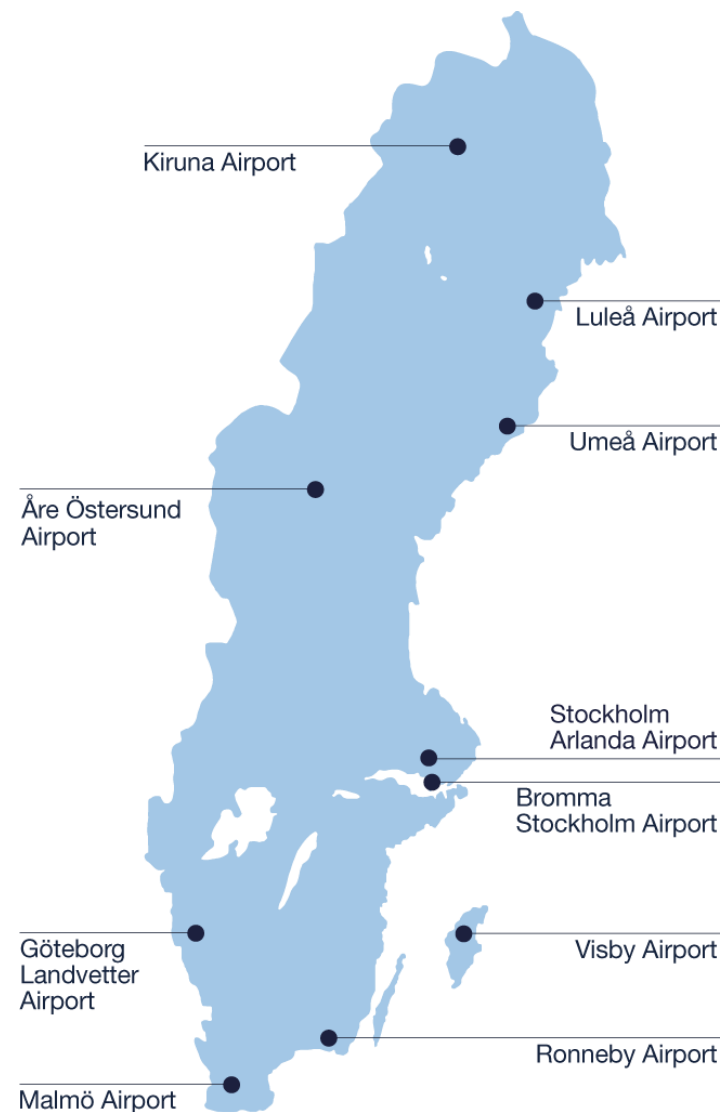 Kiruna Airport
Luleå Airport
Umeå Airport
Åre Östersund
Airport
Stockholm
Arlanda Airport
Bromma
Stockholm Airport
Göteborg
Landvetter
Airport
Visby Airport
Ronneby Airport
Malmö Airport